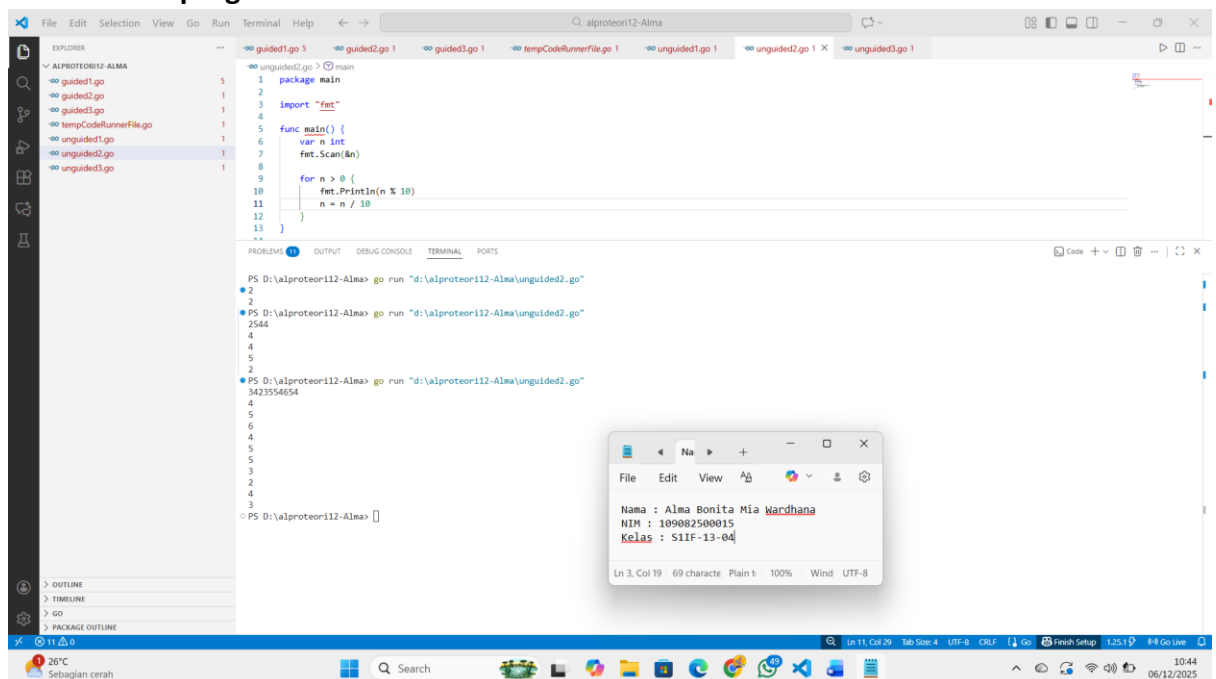 File Edit Selection View Go Run Terminal Help
alproteori12-Alma
EXPLORER
guided1.go 5
guided2.go 1
guided3.go 1
tempCodeRunnerFile.go 1
unguided1.go 1
unguided2.go 1
unguided3.go 1
ALPROTEORI12-ALMA
guided1.go 5
guided2.go 1
guided3.go 1
tempCodeRunnerFile.go 1
unguided1.go 1
unguided2.go 1
unguided3.go 1
unguided2.go > main
1 package main
2
3 import "fmt"
4
5 func main() {
6 var n int
7 fmt.Scan(&n)
8
9 for n > 0 {
10 fmt.Println(n % 10)
11 n = n / 10
12 }
13 }
PROBLEMS 11 OUTPUT DEBUG CONSOLE TERMINAL PORTS
Code
PS D:\alproteori12-Alma> go run "d:\alproteori12-Alma\unguided2.go"
2
2
PS D:\alproteori12-Alma> go run "d:\alproteori12-Alma\unguided2.go"
2544
4
4
5
2
PS D:\alproteori12-Alma> go run "d:\alproteori12-Alma\unguided2.go"
3423554654
4
5
6
4
5
5
3
2
4
3
PS D:\alproteori12-Alma>
Na
File Edit View
Nama : Alma Bonita Mia Wardhana
NIM : 109082500015
Kelas : S1IF-13-04
Ln 3, Col 19 69 characte Plain t 100% Wind UTF-8
OUTLINE
TIMELINE
GO
PACKAGE OUTLINE
11 0
Ln 11, Col 29 Tab Size: 4 UTF-8 CRLF Go Finish Setup 1.25.1 Go Live
1
26°C
Sebagian cerah
Search
49
10:44
06/12/2025